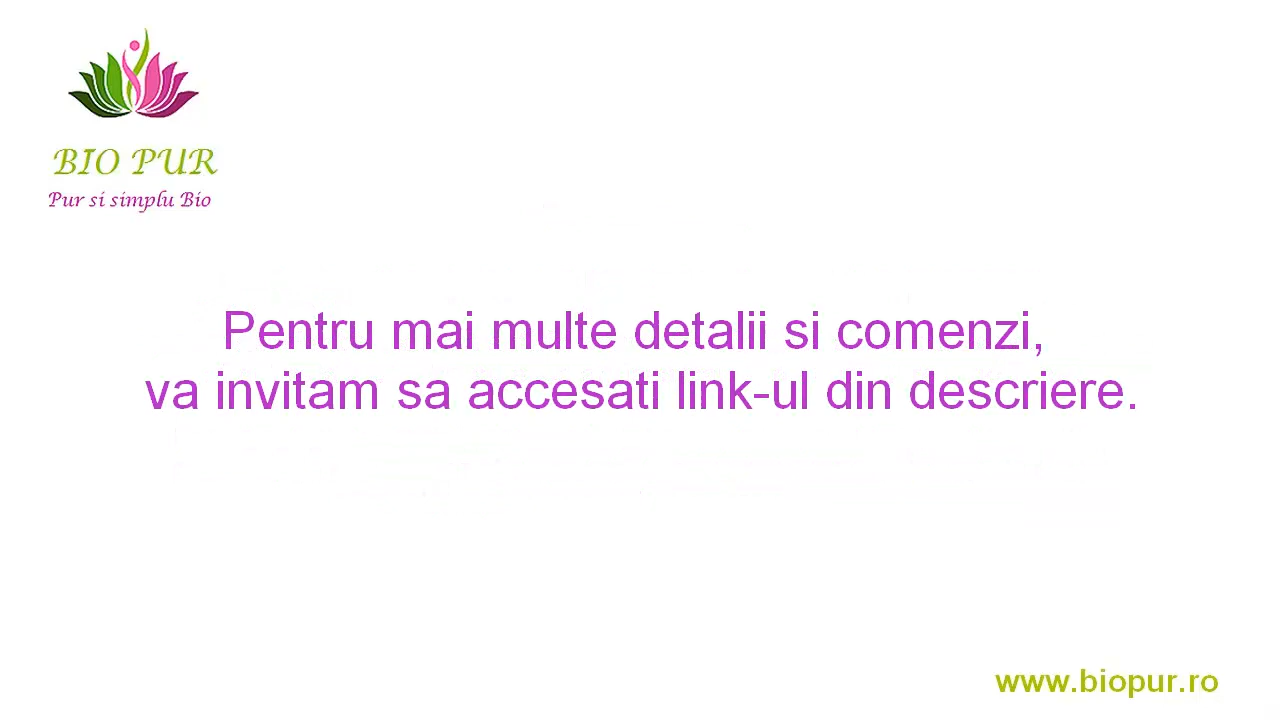 BIO PUR
Pur si simplu Bio
Pentru mai multe detalii si comenzi,
va invitam sa accesati link-ul din descriere.
www.biopur.ro